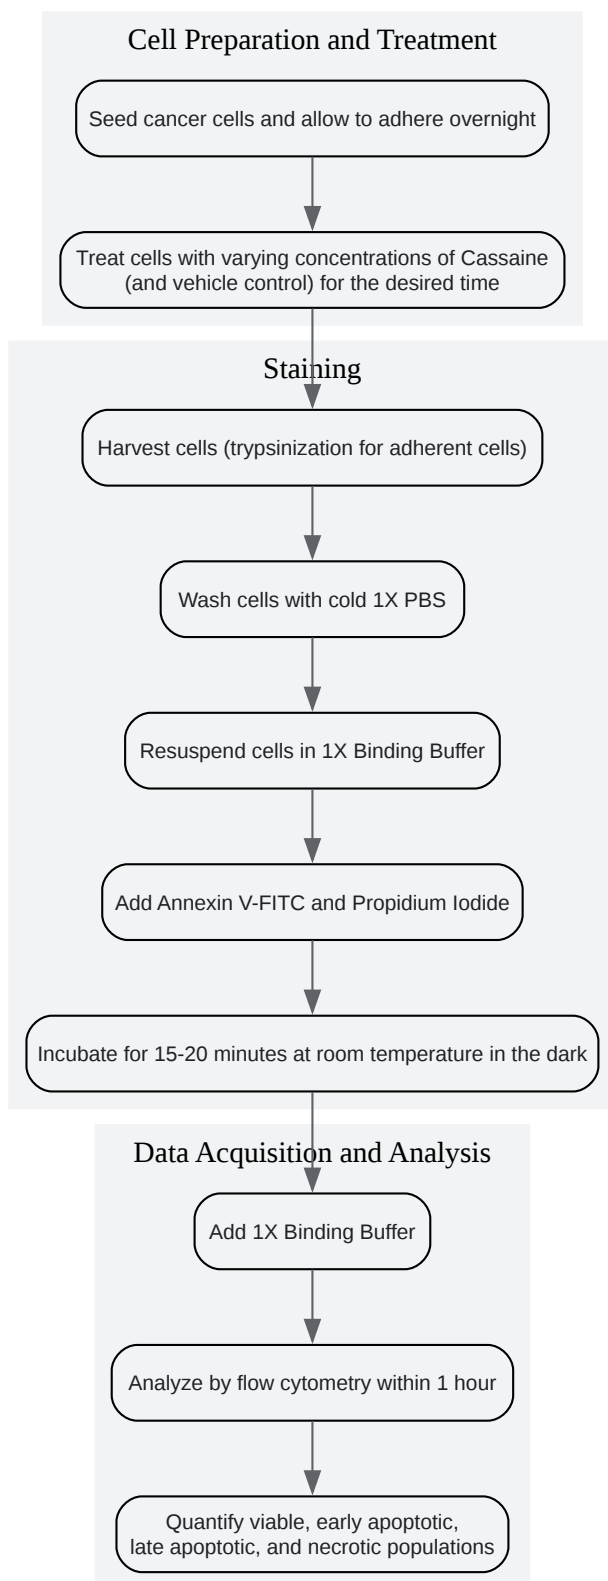 Cell Preparation and Treatment
Seed cancer cells and allow to adhere overnight
Treat cells with varying concentrations of Cassaine
(and vehicle control) for the desired time
Staining
Harvest cells (trypsinization for adherent cells)
Wash cells with cold 1X PBS
Resuspend cells in 1X Binding Buffer
Add Annexin V-FITC and Propidium Iodide
Incubate for 15-20 minutes at room temperature in the dark
Data Acquisition and Analysis
Add 1X Binding Buffer
Analyze by flow cytometry within 1 hour
Quantify viable, early apoptotic,
late apoptotic, and necrotic populations